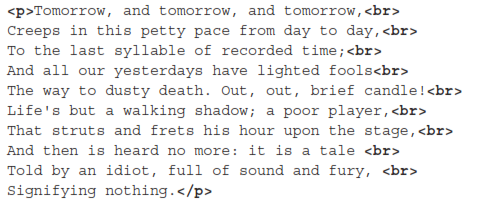 <p>Tomorrow, and tomorrow, and tomorrow,<br>
Creeps in this petty pace from day to day,<br>
To the last syllable of recorded time;<br>
And all our yesterdays have lighted fools<br>
The way to dusty death. Out, out, brief candle!<br>
Life's but a walking shadow; a poor player,<br>
That struts and frets his hour upon the stage,<br>
And then is heard no more: it is a tale <br>
Told by an idiot, full of sound and fury, <br>
Signifying nothing.</p>